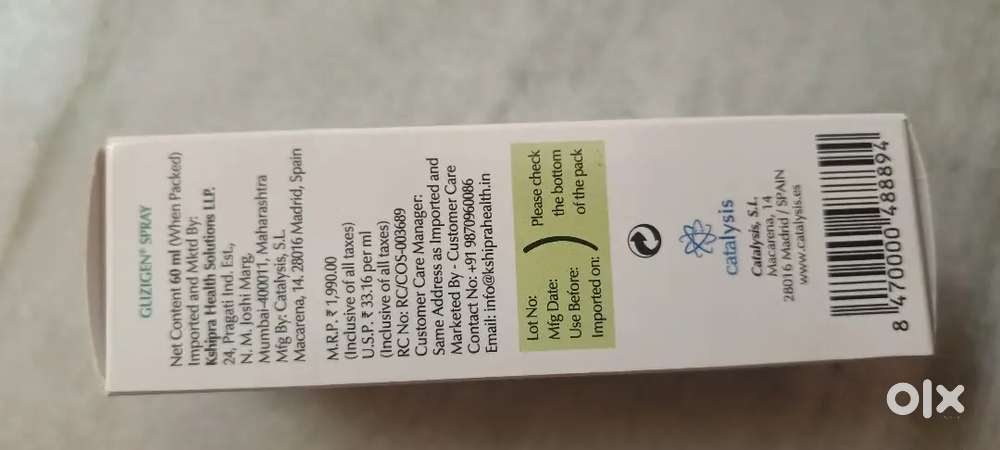 GLIZIGEN® SPRAY
Net Content 60 ml (When Packed)
Imported and Mktd By:
Kshipra Health Solutions LLP.
24, Pragati Ind. Est.,
N. M. Joshi Marg,
Mumbai-400011, Maharashtra
Mfg By: Catalysis, S.L.
Macarena, 14. 28016 Madrid, Spain
M.R.P. ₹ 1,990.00
(Inclusive of all taxes)
U.S.P. ₹ 33.16 per ml
(Inclusive of all taxes)
RC No: RC/COS-003689
Customer Care Manager:
Same Address as Imported and
Marketed By - Customer Care
Contact No: +91 9870960086
Email: info@kshiprahealth.in
Lot No:
Mfg Date:
Use Before:
Imported on:
Please check
the bottom
of the pack
catalysis
Catalysis, S.L.
Macarena, 14
28016 Madrid / SPAIN
www.catalysis.es
8 470000 488894
olx